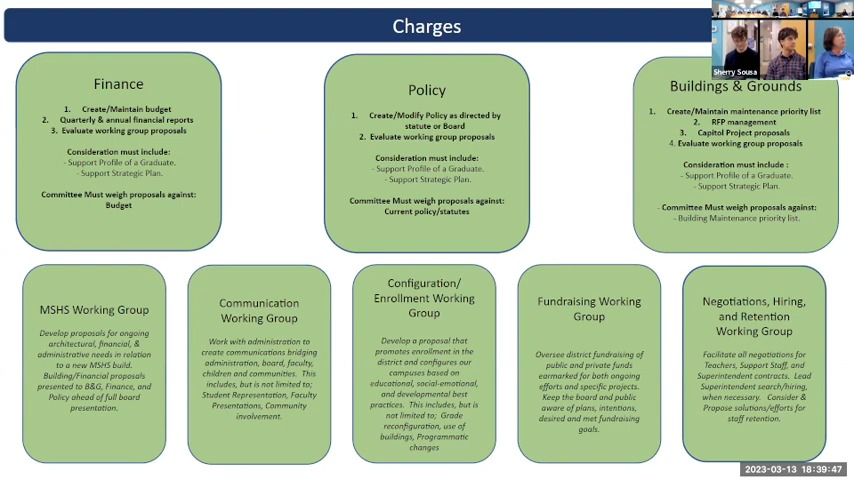 Charges
Sherry Sousa
Finance
1. Create/Maintain budget
2. Quarterly & annual financial reports
3. Evaluate working group proposals
Consideration must include:
- Support Profile of a Graduate.
- Support Strategic Plan.
Committee Must weigh proposals against:
Budget
Policy
1. Create/Modify Policy as directed by
statute or Board
2. Evaluate working group proposals
Consideration must include:
- Support Profile of a Graduate.
- Support Strategic Plan.
Committee Must weigh proposals against:
Current policy/statutes
Buildings & Grounds
1. Create/Maintain maintenance priority list
2. RFP management
3. Capitol Project proposals
4. Evaluate working group proposals
Consideration must include :
- Support Profile of a Graduate.
- Support Strategic Plan.
- Committee Must weigh proposals against:
- Building Maintenance priority list.
MSHS Working Group
Develop proposals for ongoing
architectural, financial, &
administrative needs in relation
to a new MSHS build.
Building/Financial proposals
presented to B&G, Finance, and
Policy ahead of full board
presentation.
Communication
Working Group
Work with administration to
create communications bridging
administration, board, faculty,
children and communities. This
includes, but is not limited to;
Student Representation, Faculty
Presentations, Community
involvement.
Configuration/
Enrollment Working
Group
Develop a proposal that
promotes enrollment in the
district and configures our
campuses based on
educational, social-emotional,
and developmental best
practices. This includes, but is
not limited to; Grade
reconfiguration, use of
buildings, Programmatic
changes
Fundraising Working
Group
Oversee district fundraising of
public and private funds
earmarked for both ongoing
efforts and specific projects.
Keep the board and public
aware of plans, intentions,
desired and met fundraising
goals.
Negotiations, Hiring,
and Retention
Working Group
Facilitate all negotiations for
Teachers, Support Staff, and
Superintendent contracts. Lead
Superintendent search/hiring,
when necessary. Consider &
Propose solutions/efforts for
staff retention.
2023-03-13 18:39:47